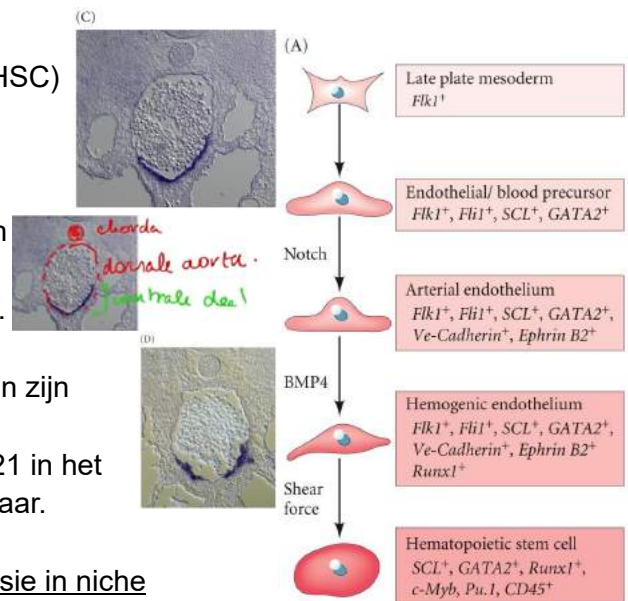 (C)
HSC)
n
chorda
dorsale aorta.
ventrale deel
.
(D)
n zijn
21 in het
aar.
sie in niche
(A)
Late plate mesoderm
Flk1+
Endothelial/ blood precursor
Flk1+, Fli1+, SCL+, GATA2+
Notch
Arterial endothelium
Flk1+, Fli1+, SCL+, GATA2+,
Ve-Cadherin+, Ephrin B2+
BMP4
Hemogenic endothelium
Flk1+, Fli1+, SCL+, GATA2+,
Ve-Cadherin+, Ephrin B2+
Runx1+
Shear
force
Hematopoietic stem cell
SCL+, GATA2+, Runx1+,
c-Myb, Pu.1, CD45+